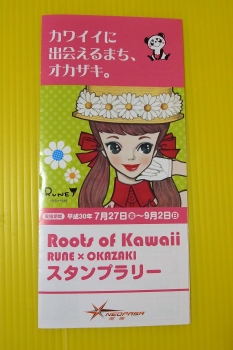 カワイイに
出会えるまち、
オカザキ。
RUNE
平成30年 7月27日㊎〜9月2日㊐
Roots of Kawaii
RUNE × OKAZAKI
スタンプラリー
NEOPASA
岡崎